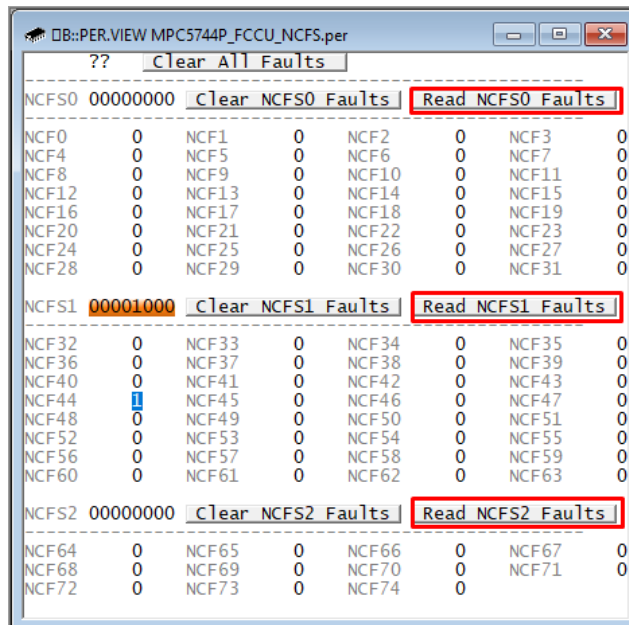 B::PER.VIEW MPC5744P_FCCU_NCFS.per
?? Clear All Faults
NCFS0 00000000 Clear NCFS0 Faults Read NCFS0 Faults
NCF0 0 NCF1 0 NCF2 0 NCF3 0
NCF4 0 NCF5 0 NCF6 0 NCF7 0
NCF8 0 NCF9 0 NCF10 0 NCF11 0
NCF12 0 NCF13 0 NCF14 0 NCF15 0
NCF16 0 NCF17 0 NCF18 0 NCF19 0
NCF20 0 NCF21 0 NCF22 0 NCF23 0
NCF24 0 NCF25 0 NCF26 0 NCF27 0
NCF28 0 NCF29 0 NCF30 0 NCF31 0
NCFS1 00001000 Clear NCFS1 Faults Read NCFS1 Faults
NCF32 0 NCF33 0 NCF34 0 NCF35 0
NCF36 0 NCF37 0 NCF38 0 NCF39 0
NCF40 0 NCF41 0 NCF42 0 NCF43 0
NCF44 1 NCF45 0 NCF46 0 NCF47 0
NCF48 0 NCF49 0 NCF50 0 NCF51 0
NCF52 0 NCF53 0 NCF54 0 NCF55 0
NCF56 0 NCF57 0 NCF58 0 NCF59 0
NCF60 0 NCF61 0 NCF62 0 NCF63 0
NCFS2 00000000 Clear NCFS2 Faults Read NCFS2 Faults
NCF64 0 NCF65 0 NCF66 0 NCF67 0
NCF68 0 NCF69 0 NCF70 0 NCF71 0
NCF72 0 NCF73 0 NCF74 0